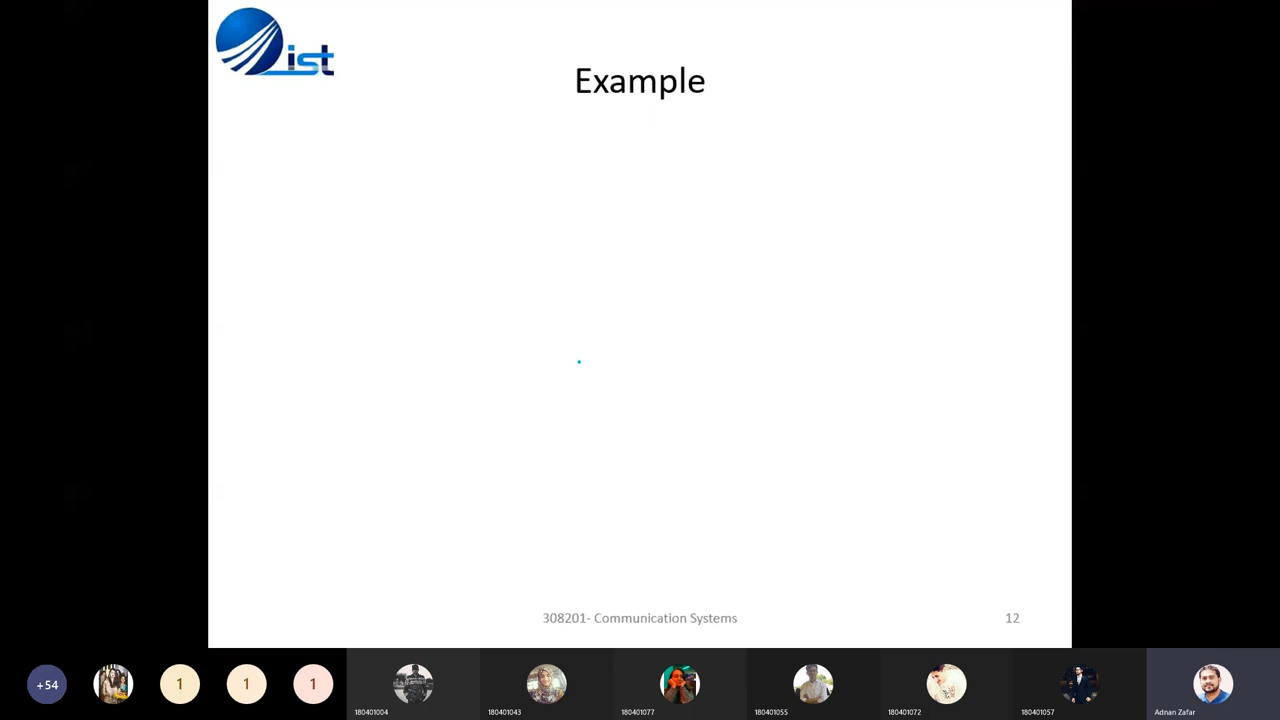 ist
Example
308201- Communication Systems
12
+54
1
1
1
180401004
180401043
180401077
180401055
180401072
180401057
Adnan Zafar